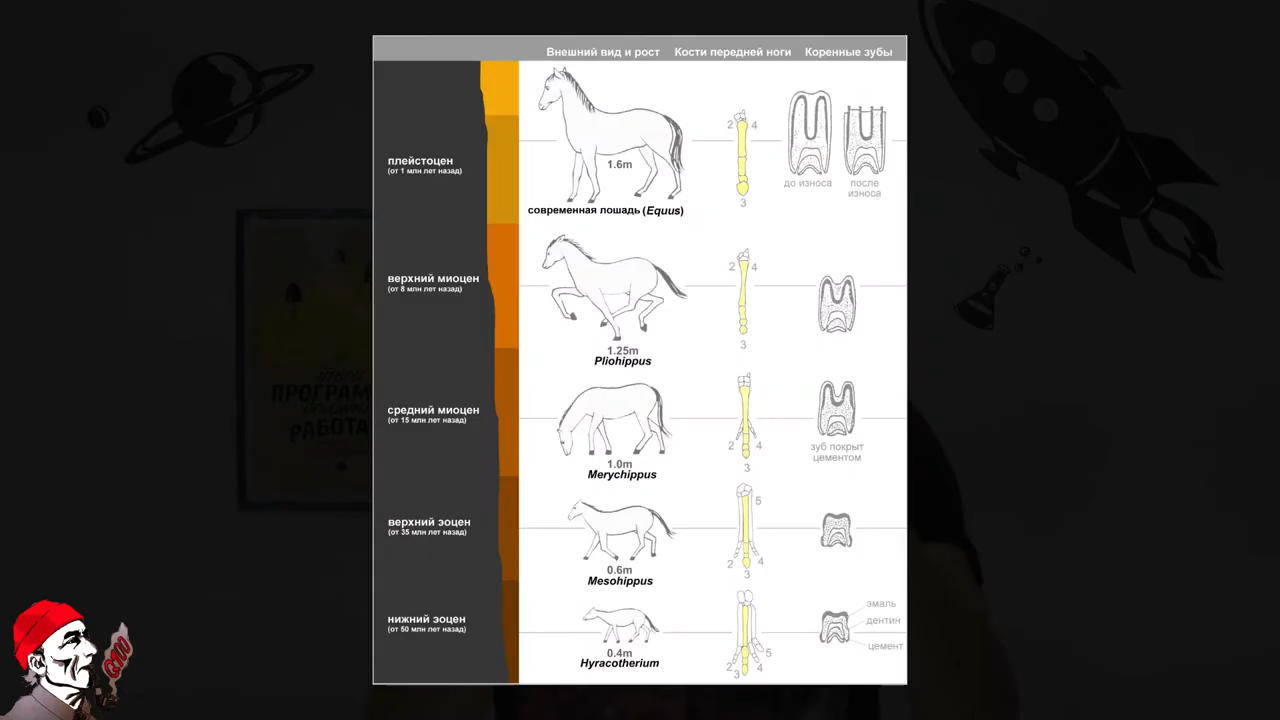 Внешний вид и рост Кости передней ноги Коренные зубы
плейстоцен
(от 1 млн лет назад)
1.6m
современная лошадь (Equus)
2 4
3
до износа
после
износа
верхний миоцен
(от 8 млн лет назад)
1.25m
Pliohippus
2 4
3
средний миоцен
(от 15 млн лет назад)
1.0m
Merychippus
2 4
3
зуб покрыт
цементом
верхний эоцен
(от 35 млн лет назад)
0.6m
Mesohippus
5
2 4
3
нижний эоцен
(от 50 млн лет назад)
0.4m
Hyracotherium
5
2 4
3
эмаль
дентин
цемент
ПРОГРАМ
РАБОТА